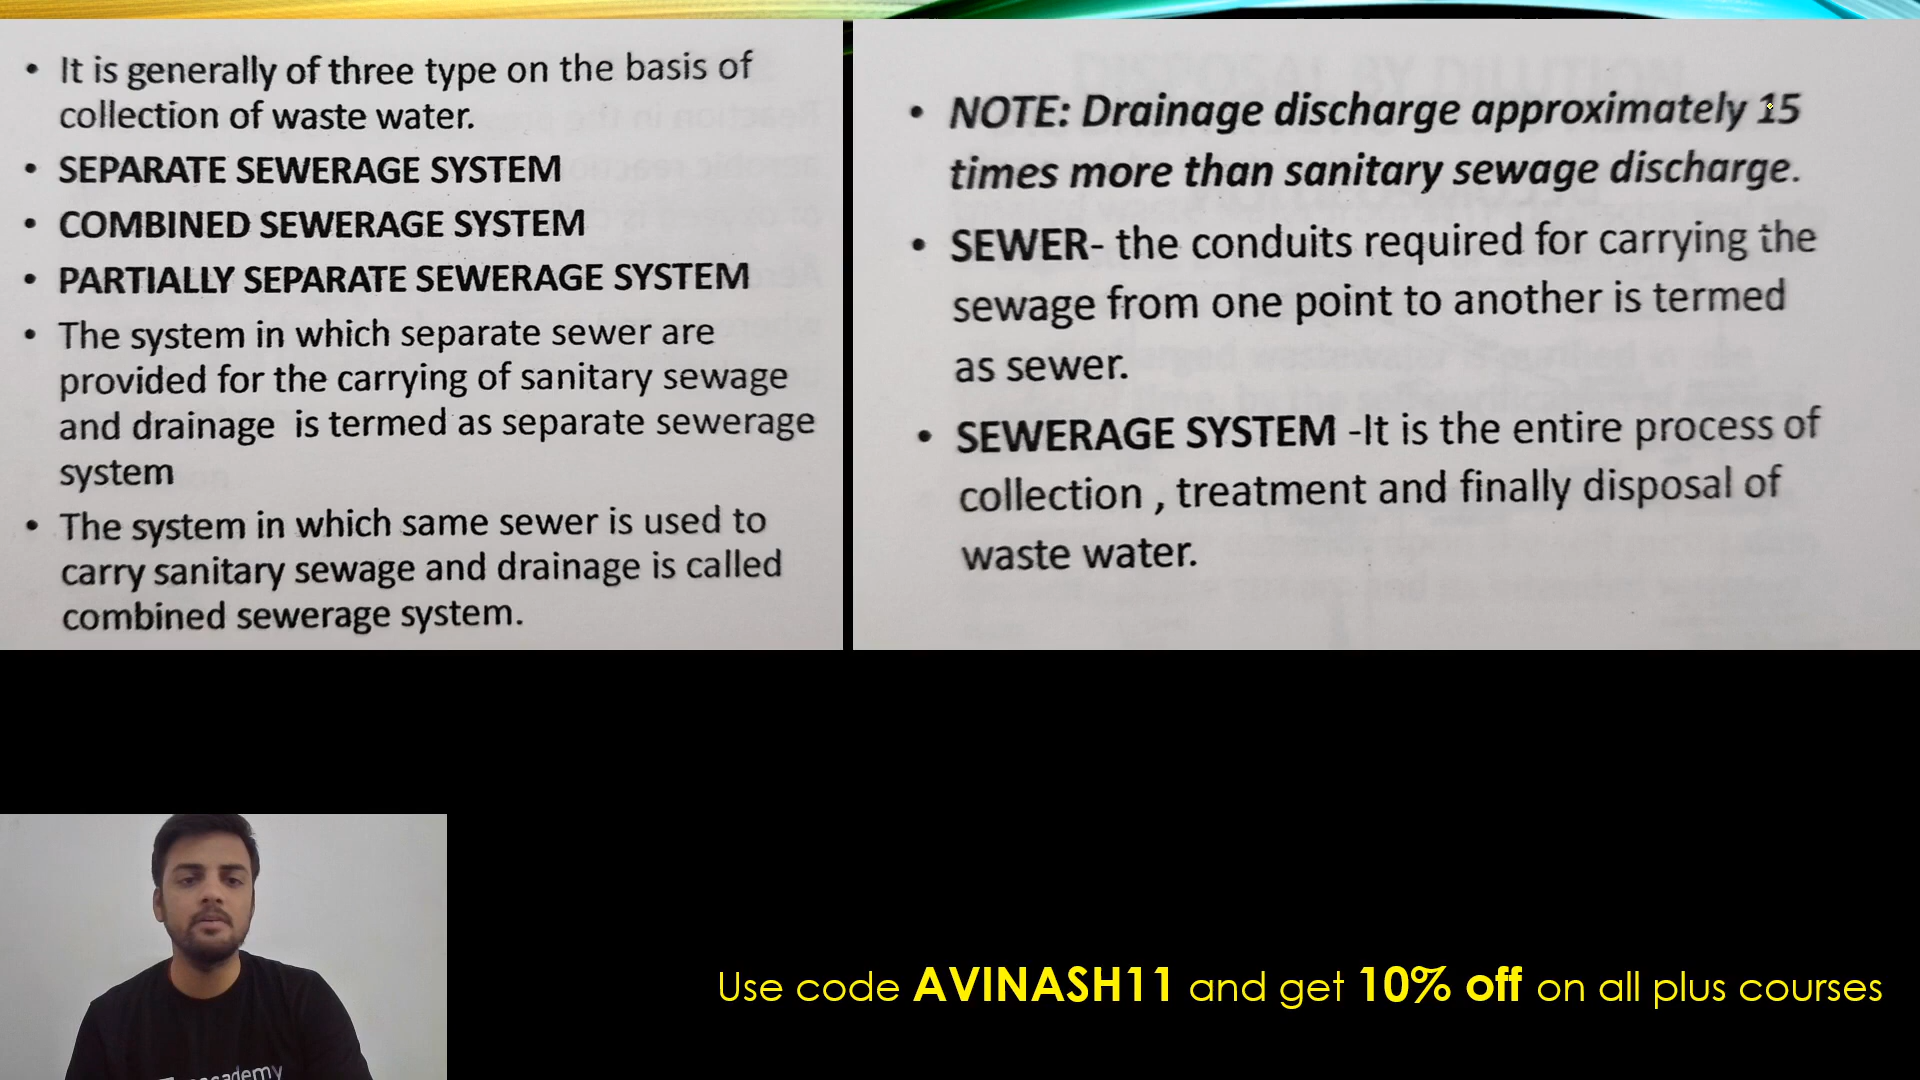 • It is generally of three type on the basis of
collection of waste water.
• SEPARATE SEWERAGE SYSTEM
• COMBINED SEWERAGE SYSTEM
• PARTIALLY SEPARATE SEWERAGE SYSTEM
• The system in which separate sewer are
provided for the carrying of sanitary sewage
and drainage is termed as separate sewerage
system
• The system in which same sewer is used to
carry sanitary sewage and drainage is called
combined sewerage system.
• NOTE: Drainage discharge approximately 15
times more than sanitary sewage discharge.
• SEWER- the conduits required for carrying the
sewage from one point to another is termed
as sewer.
• SEWERAGE SYSTEM -It is the entire process of
collection , treatment and finally disposal of
waste water.
Use code AVINASH11 and get 10% off on all plus courses